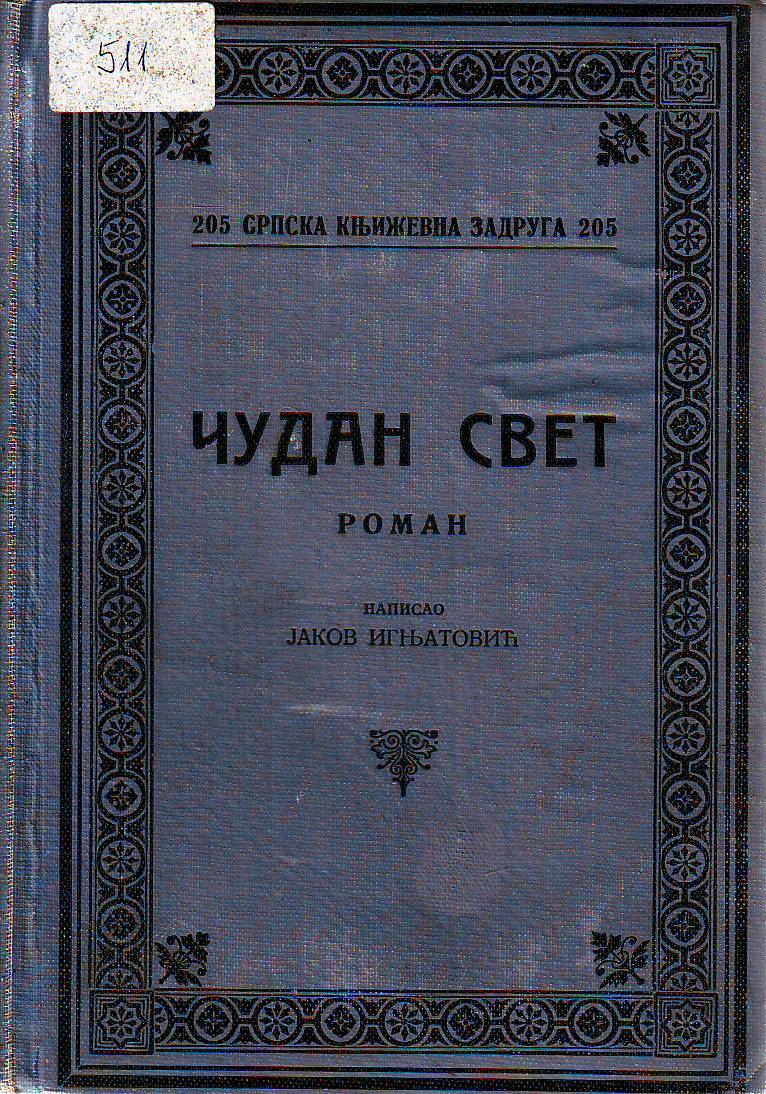 511
205 СРПСКА КЊИЖЕВНА ЗАДРУГА 205
ЧУДАН СВЕТ
РОМАН
НАПИСАО
ЈАКОВ ИГЊАТОВИЋ